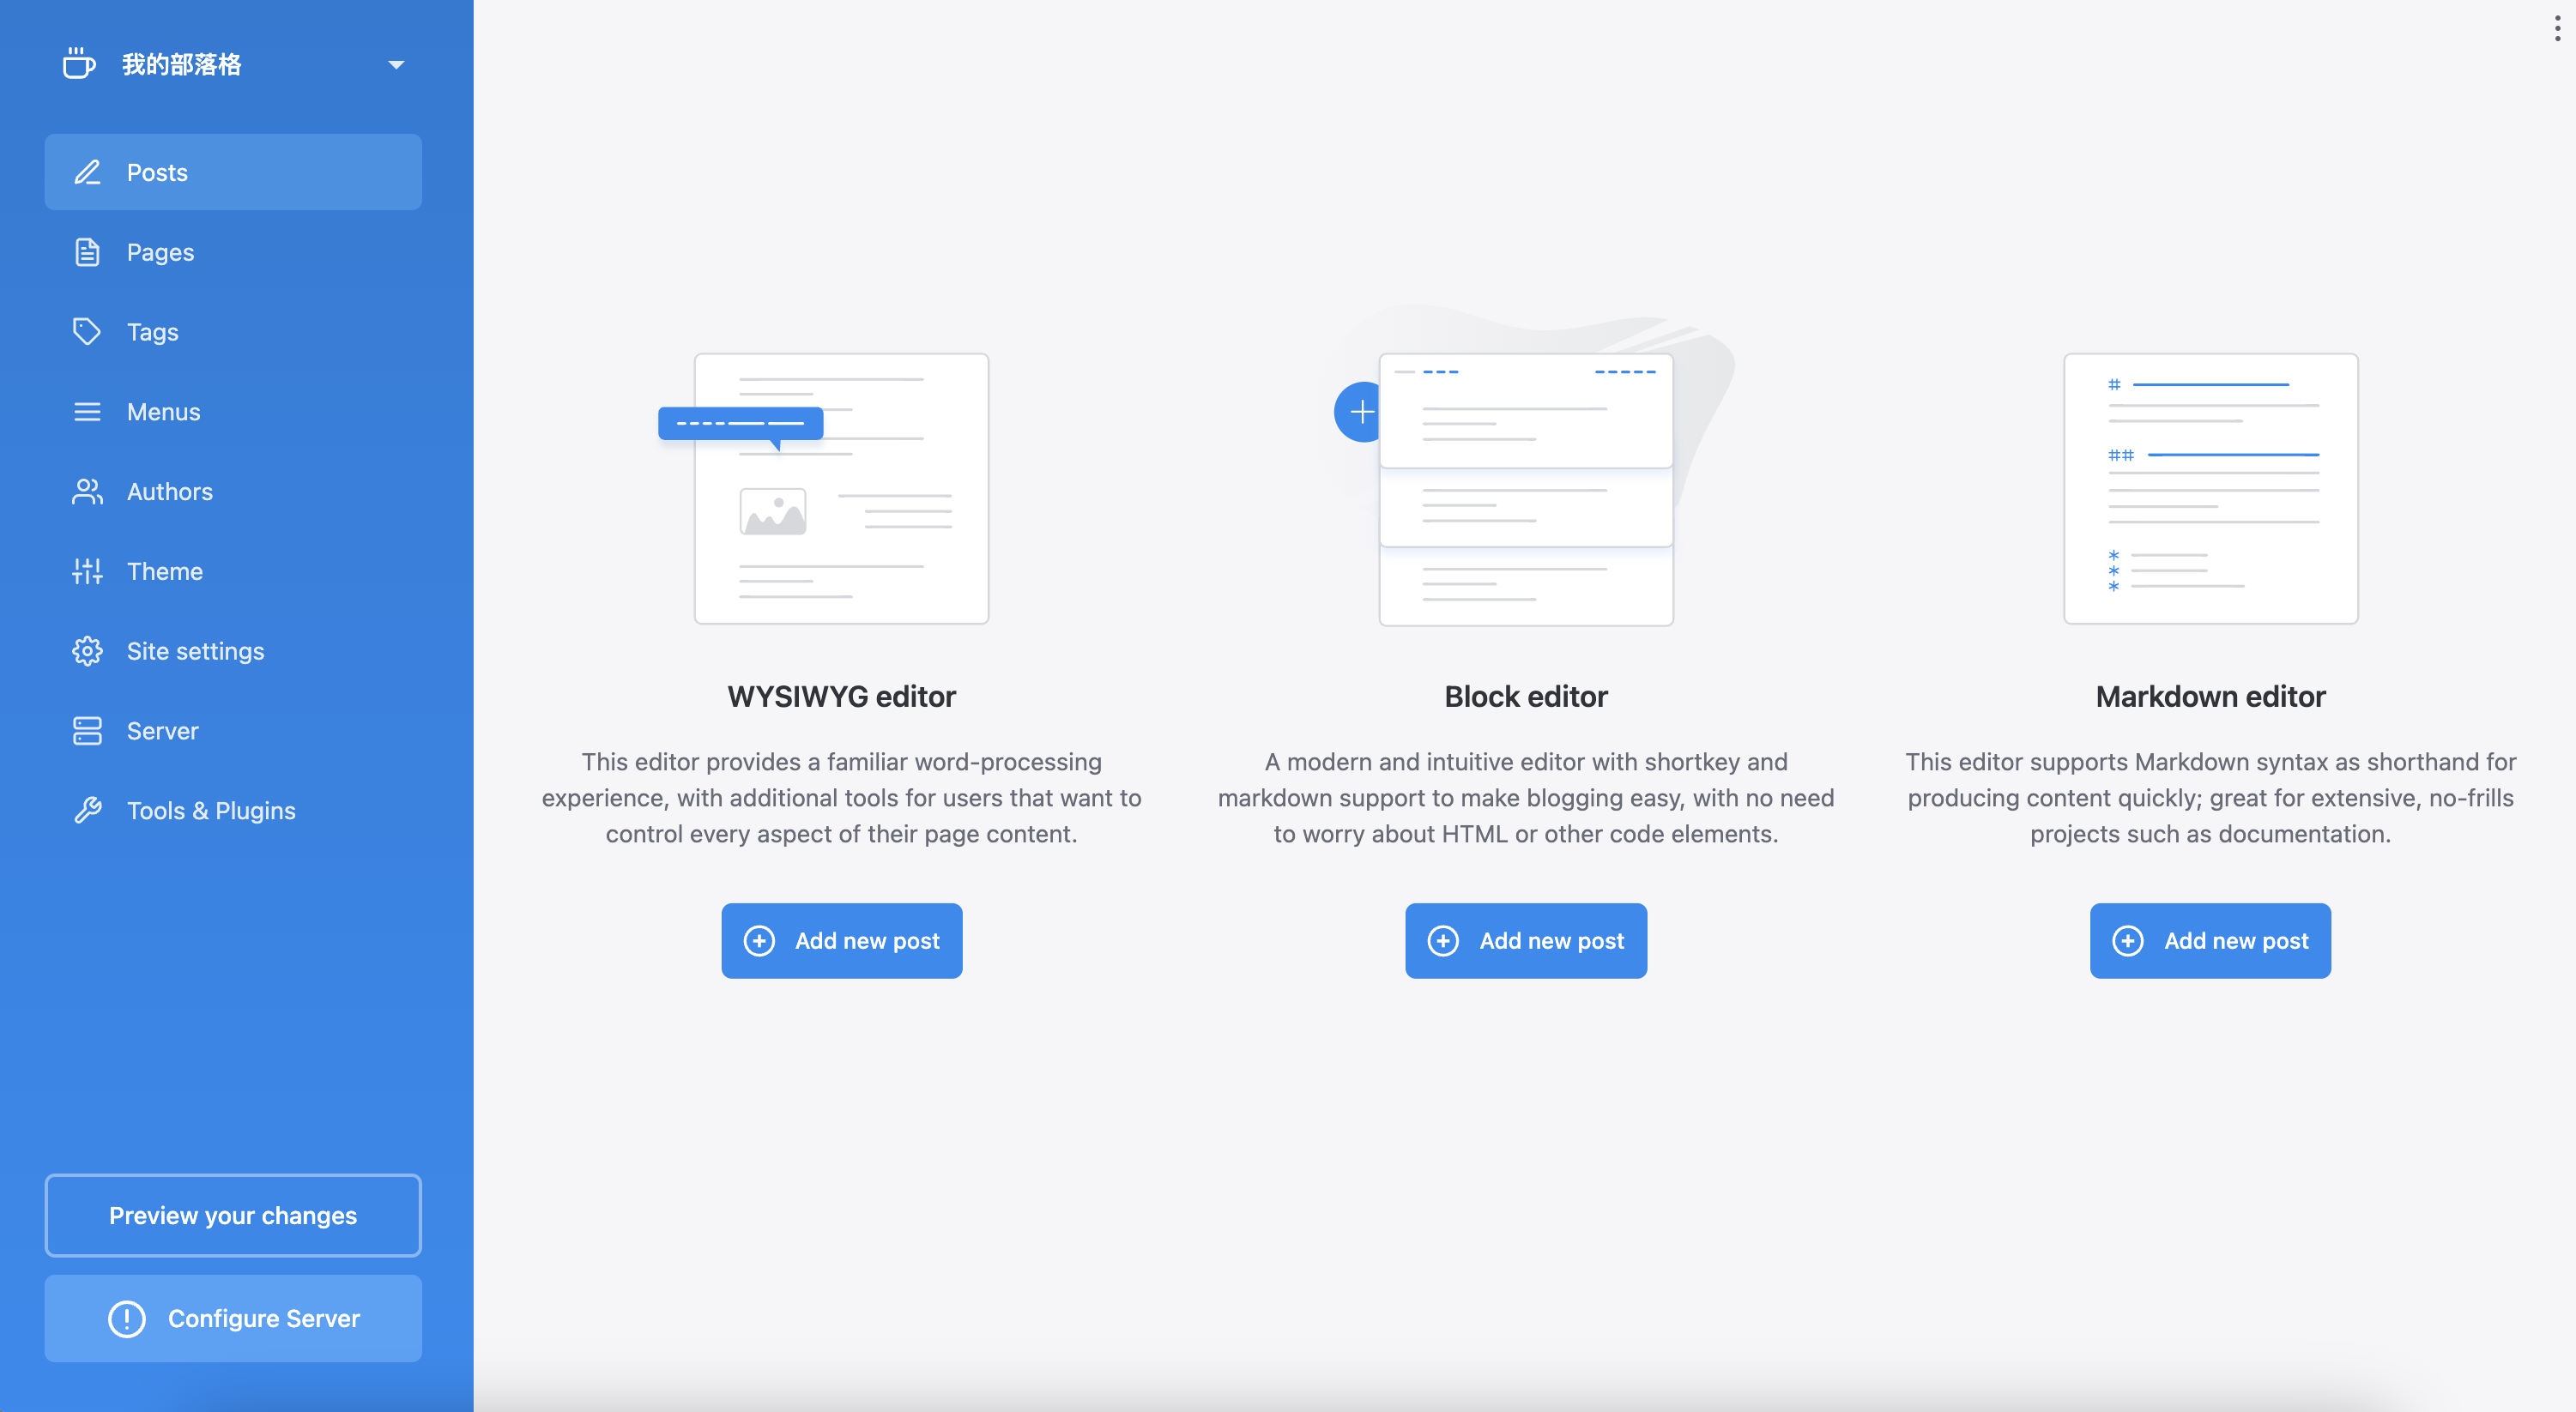 我的部落格
Posts
Pages
Tags
Menus
Authors
Theme
Site settings
Server
Tools & Plugins
Preview your changes
Configure Server
WYSIWYG editor
This editor provides a familiar word-processing
experience, with additional tools for users that want to
control every aspect of their page content.
Add new post
Block editor
A modern and intuitive editor with shortkey and
markdown support to make blogging easy, with no need
to worry about HTML or other code elements.
Add new post
Markdown editor
This editor supports Markdown syntax as shorthand for
producing content quickly; great for extensive, no-frills
projects such as documentation.
Add new post